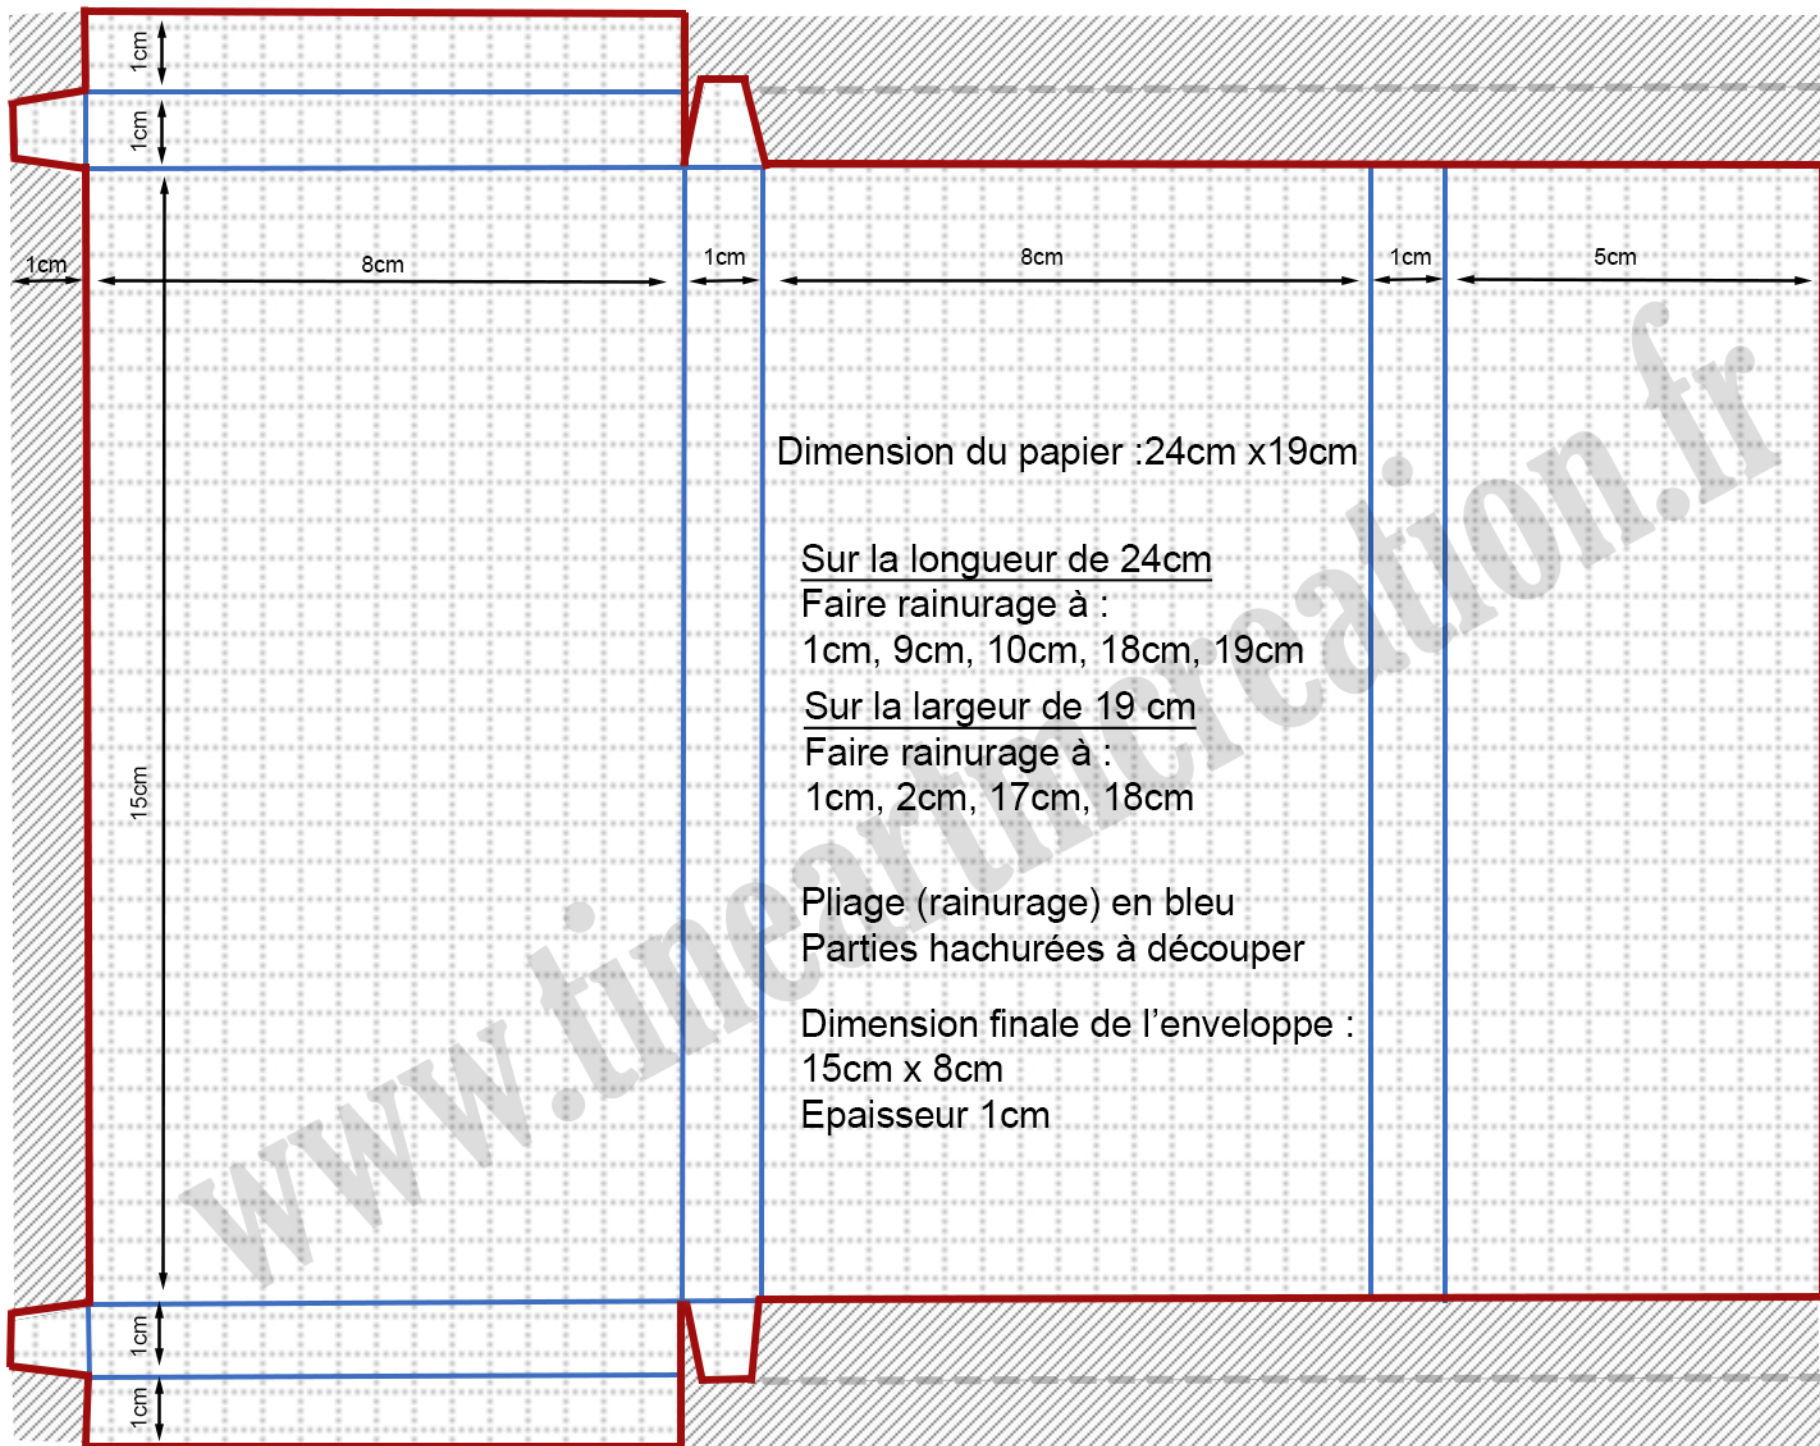 1cm
1cm
1cm
8cm
1cm
8cm
1cm
5cm
Dimension du papier :24cm x19cm
Sur la longueur de 24cm
Faire rainurage à :
1cm, 9cm, 10cm, 18cm, 19cm
Sur la largeur de 19 cm
Faire rainurage à :
15cm
1cm, 2cm, 17cm, 18cm
Pliage (rainurage) en bleu
Parties hachurées à découper
Dimension finale de l’enveloppe :
15cm x 8cm
Epaisseur 1cm
1cm
1cm
www.tineartncreation.fr